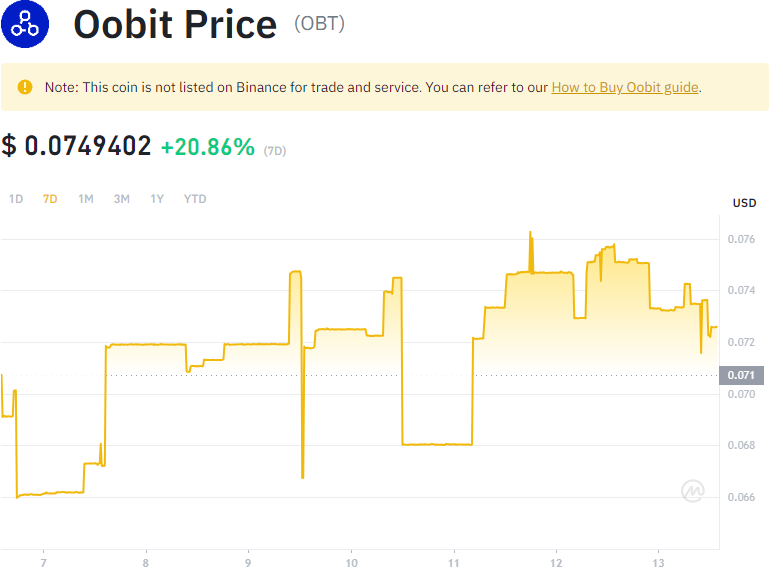 Oobit Price (OBT)
Note: This coin is not listed on Binance for trade and service. You can refer to our How to Buy Oobit guide.
$ 0.0749402 +20.86% (7D)
1D 7D 1M 3M 1Y YTD
USD
0.076
0.074
0.072
0.071
0.070
0.068
0.066
7 8 9 10 11 12 13